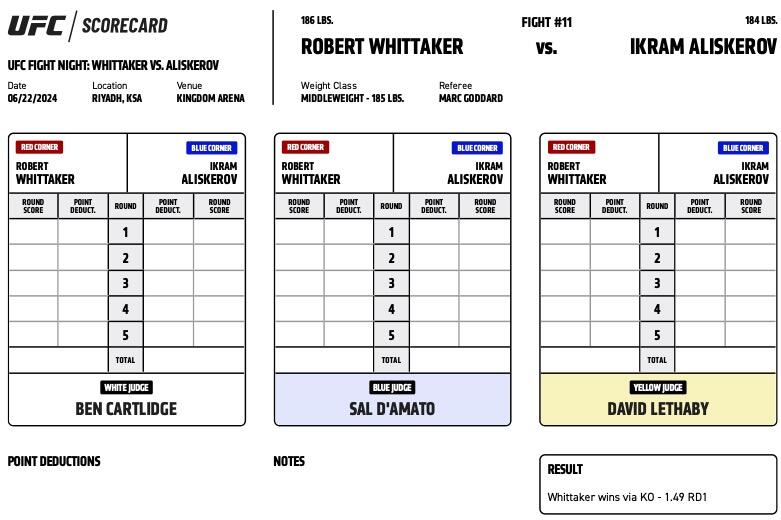 UFC / SCORECARD
UFC FIGHT NIGHT: WHITTAKER VS. ALISKEROV
Date Location Venue
06/22/2024 RIYADH, KSA KINGDOM ARENA
186 LBS. FIGHT #11 184 LBS.
ROBERT WHITTAKER vs. IKRAM ALISKEROV
Weight Class Referee
MIDDLEWEIGHT - 185 LBS. MARC GODDARD
RED CORNER BLUE CORNER
ROBERT IKRAM
WHITTAKER ALISKEROV
ROUND POINT ROUND POINT ROUND
SCORE DEDUCT. DEDUCT. SCORE
1
2
3
4
5
TOTAL
WHITE JUDGE
BEN CARTLIDGE
RED CORNER BLUE CORNER
ROBERT IKRAM
WHITTAKER ALISKEROV
ROUND POINT ROUND POINT ROUND
SCORE DEDUCT. DEDUCT. SCORE
1
2
3
4
5
TOTAL
BLUE JUDGE
SAL D'AMATO
RED CORNER BLUE CORNER
ROBERT IKRAM
WHITTAKER ALISKEROV
ROUND POINT ROUND POINT ROUND
SCORE DEDUCT. DEDUCT. SCORE
1
2
3
4
5
TOTAL
YELLOW JUDGE
DAVID LETHABY
POINT DEDUCTIONS
NOTES
RESULT
Whittaker wins via KO - 1.49 RD1